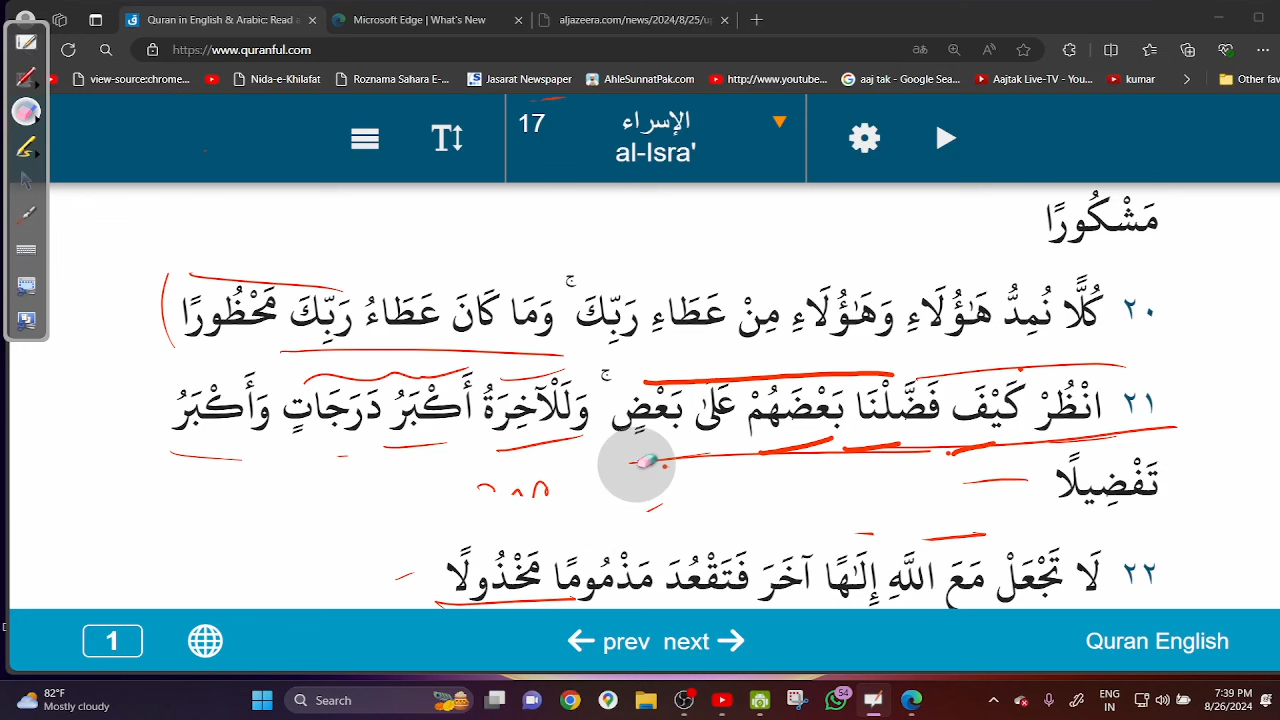 Quran in English & Arabic: Read a
Microsoft Edge | What's New
aljazeera.com/news/2024/8/25/u
https://www.quranful.com
view-source:chrome...
Nida-e-Khilafat
Roznama Sahara E-...
Jasarat Newspaper
AhleSunnaPak.com
http://www.youtube...
aaj tak - Google Sea...
Aajtak Live-TV - You...
kumar
Other fav
17
الإسراء
al-Isra'
مَشْكُورًا
٢٠ كُلًّا نُمِدُّ هَٰؤُلَاءِ وَهَٰؤُلَاءِ مِنْ عَطَاءِ رَبِّكَ ۚ وَمَا كَانَ عَطَاءُ رَبِّكَ مَحْظُورًا
٢١ انْظُرْ كَيْفَ فَضَّلْنَا بَعْضَهُمْ عَلَىٰ بَعْضٍ ۚ وَلَلْآخِرَةُ أَكْبَرُ دَرَجَاتٍ وَأَكْبَرُ
تَفْضِيلًا
٢٢ لَا تَجْعَلْ مَعَ اللَّهِ إِلَٰهًا آخَرَ فَتَقْعُدَ مَذْمُومًا مَخْذُولًا
1
prev next
Quran English
82°F
Mostly cloudy
Search
54
ENG
IN
7:39 PM
8/26/2024